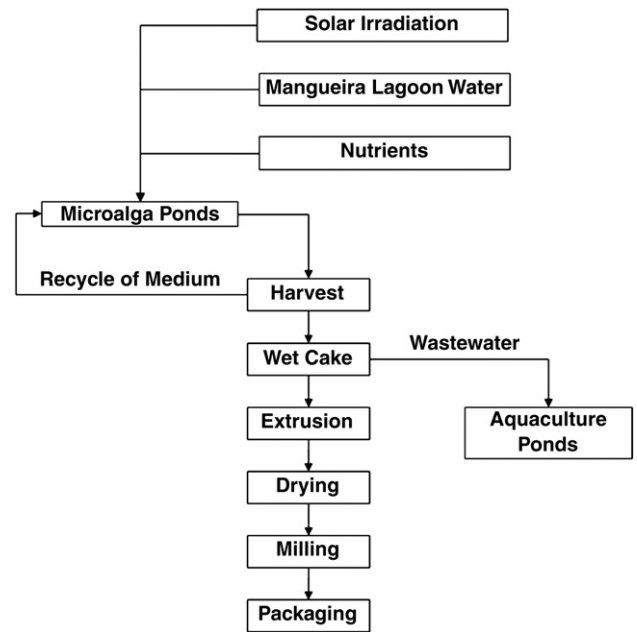 Solar Irradiation
Mangueira Lagoon Water
Nutrients
Microalga Ponds
Recycle of Medium
Harvest
Wet Cake
Wastewater
Extrusion
Aquaculture
Ponds
Drying
Milling
Packaging